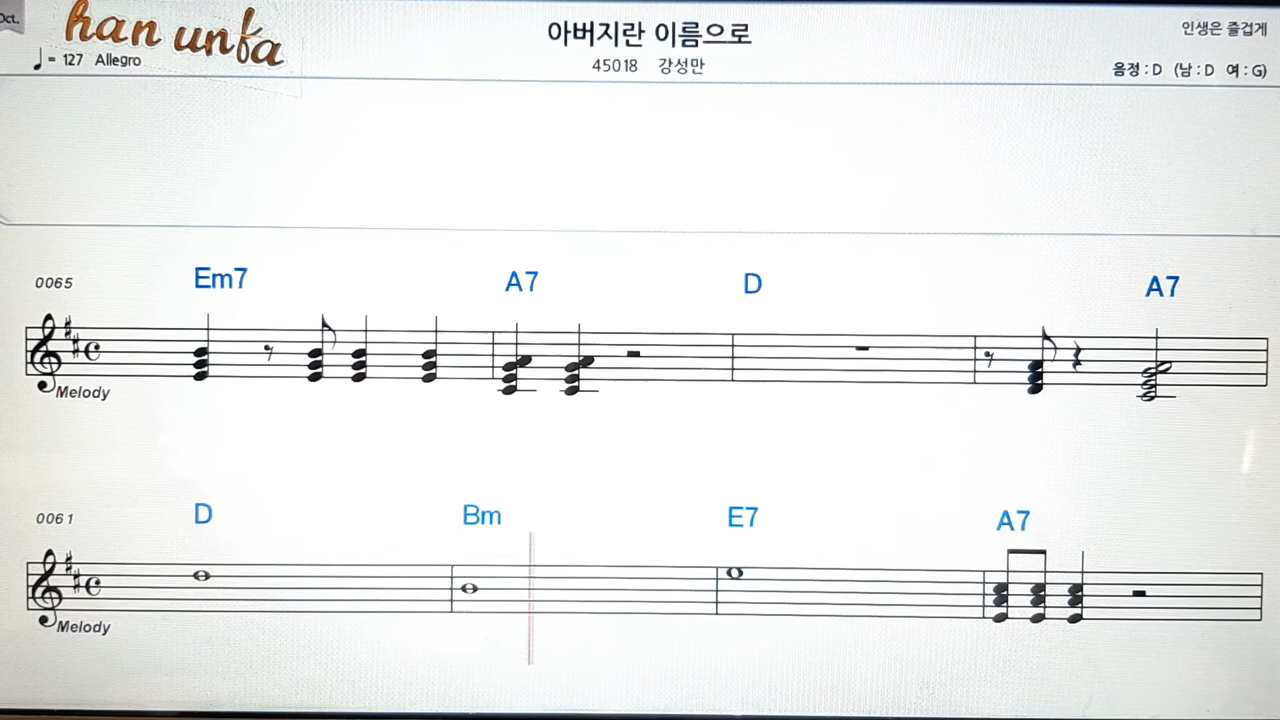 Oct.
han unfa
♩= 127 Allegro
아버지란 이름으로
45018 강성만
인생은 즐겁게
음정 : D (남 : D 여 : G)
0065 Em7 A7 D A7
Melody
0061 D Bm E7 A7
Melody